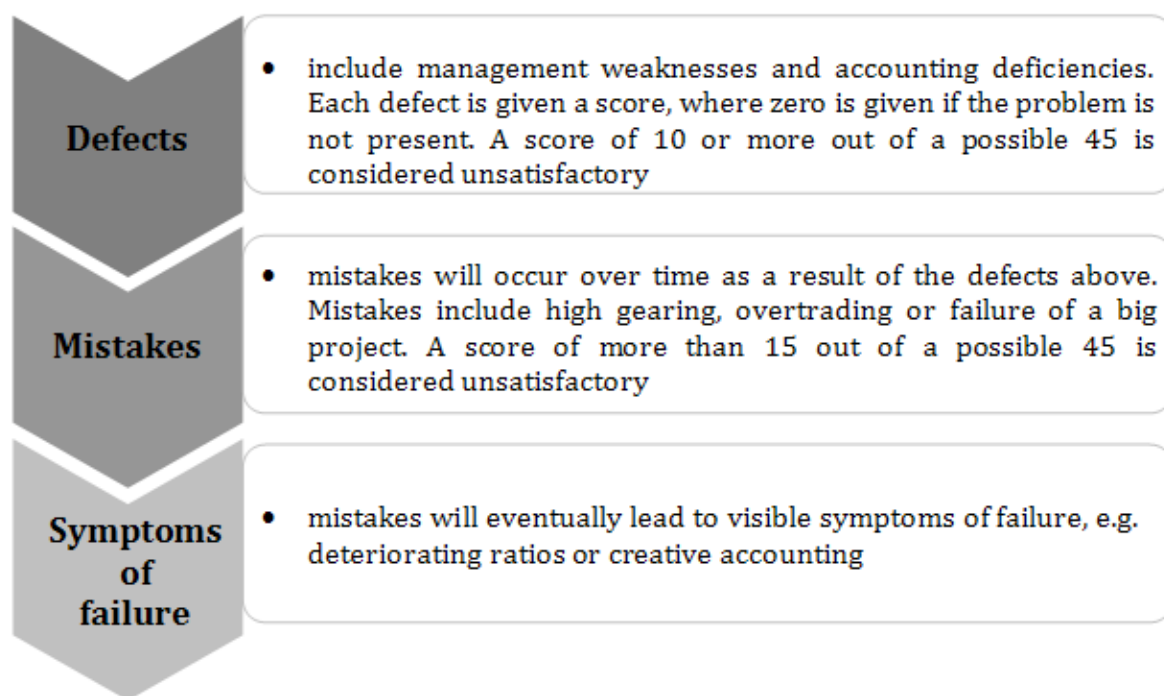 Defects
• include management weaknesses and accounting deficiencies.
Each defect is given a score, where zero is given if the problem is
not present. A score of 10 or more out of a possible 45 is
considered unsatisfactory
Mistakes
• mistakes will occur over time as a result of the defects above.
Mistakes include high gearing, overtrading or failure of a big
project. A score of more than 15 out of a possible 45 is
considered unsatisfactory
Symptoms
of
failure
• mistakes will eventually lead to visible symptoms of failure, e.g.
deteriorating ratios or creative accounting